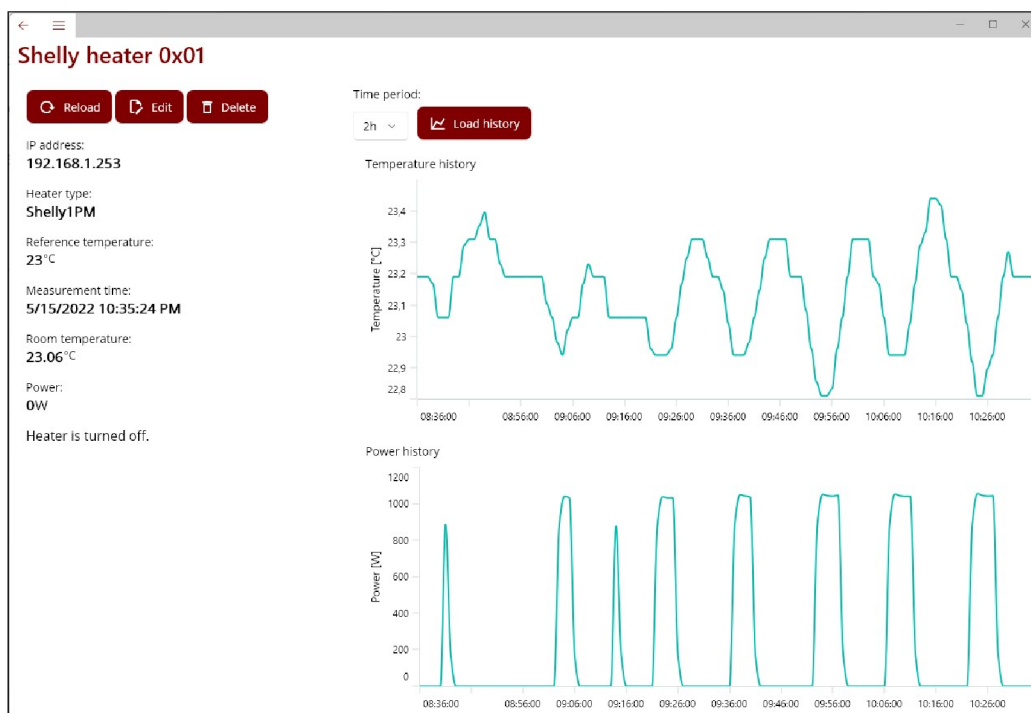 Shelly heater 0x01
Reload Edit Delete
IP address:
192.168.1.253
Heater type:
Shelly1PM
Reference temperature:
23°C
Measurement time:
5/15/2022 10:35:24 PM
Room temperature:
23.06°C
Power:
0W
Heater is turned off.
Time period:
2h Load history
Temperature history
Temperature [°C]
23,4
23,3
23,2
23,1
23
22,9
22,8
08:36:00 08:56:00 09:06:00 09:16:00 09:26:00 09:36:00 09:46:00 09:56:00 10:06:00 10:16:00 10:26:00
Power history
Power [W]
1200
1000
800
600
400
200
0
08:36:00 08:56:00 09:06:00 09:16:00 09:26:00 09:36:00 09:46:00 09:56:00 10:06:00 10:16:00 10:26:00